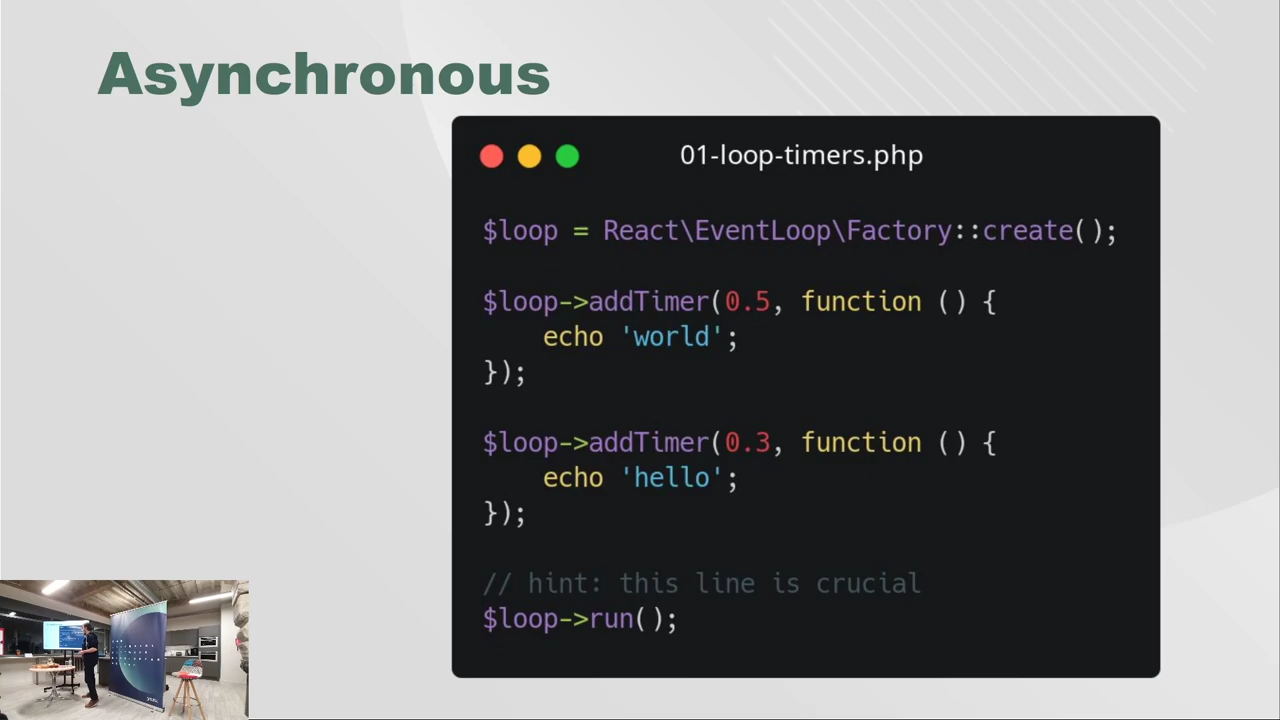 Asynchronous
01-loop-timers.php
$loop = React\EventLoop\Factory::create();
$loop->addTimer(0.5, function () {
    echo 'world';
});
$loop->addTimer(0.3, function () {
    echo 'hello';
});
// hint: this line is crucial
$loop->run();